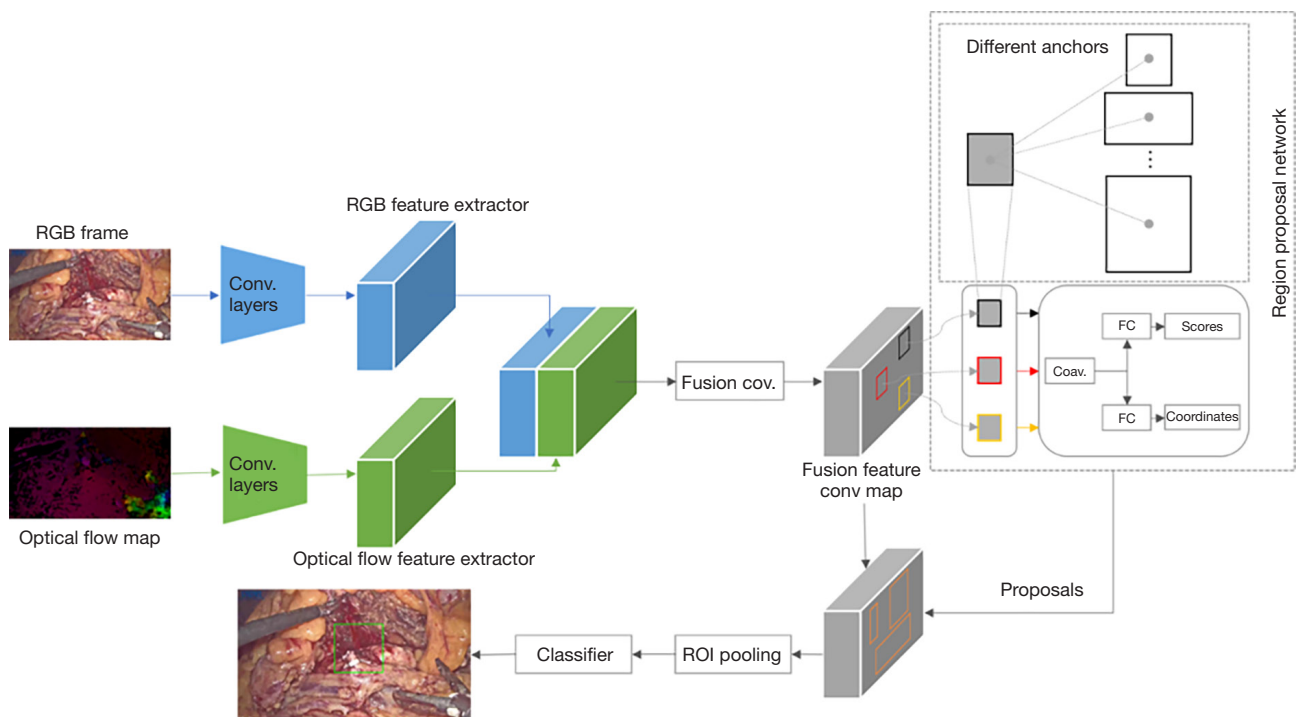 Different anchors
Region proposal network
RGB feature extractor
RGB frame
Conv.
layers
FC
Scores
Fusion cov.
Coav.
FC
Coordinates
Conv.
layers
Fusion feature
conv map
Optical flow map
Optical flow feature extractor
Proposals
Classifier
ROI pooling